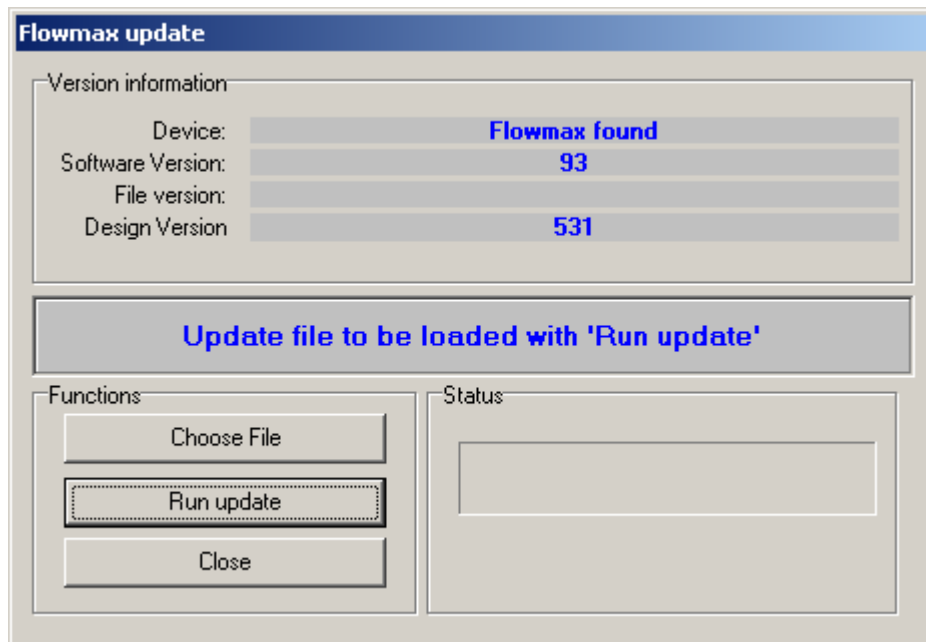 Flowmax update
Version information
Device: Flowmax found
Software Version: 93
File version:
Design Version 531
Update file to be loaded with 'Run update'
Functions
Choose File
Run update
Close
Status